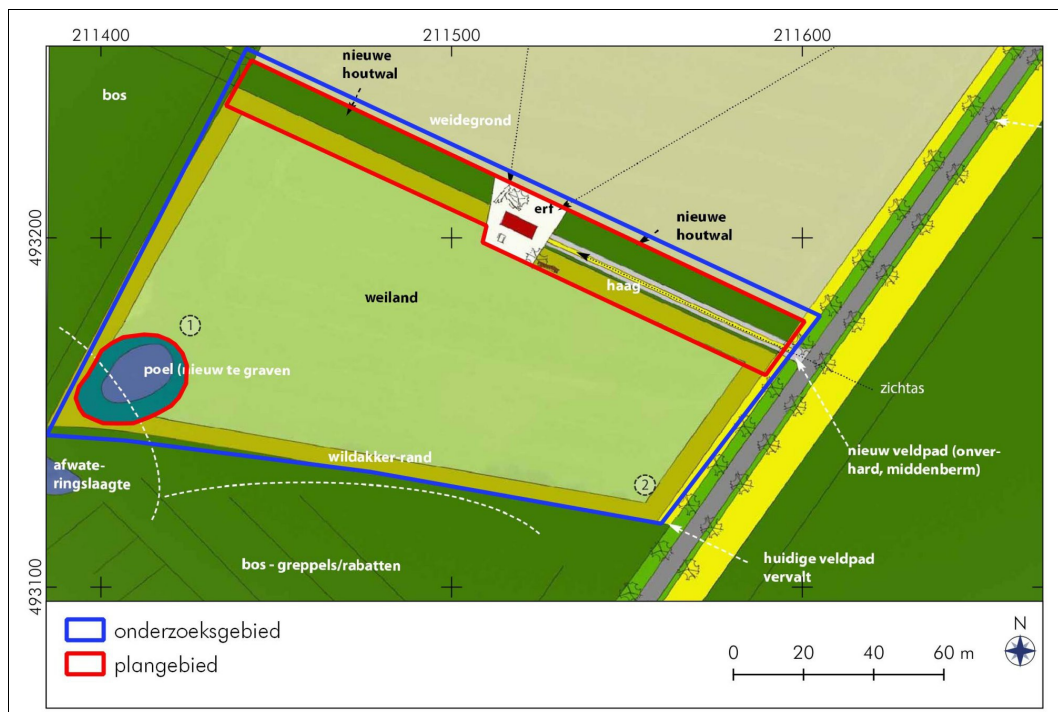 211400
211500
211600
nieuwe
houtwal
bos
weidegrond
erf
nieuwe
houtwal
493200
haag
weiland
1
poel (nieuw te graven
zichtas
nieuw veldpad (onver-
hard, middenberm)
wildakker-rand
afwate-
ringslaagte
2
huidige veldpad
vervalt
bos - greppels/rabatten
493100
onderzoeksgebied
plangebied
0 20 40 60 m
N